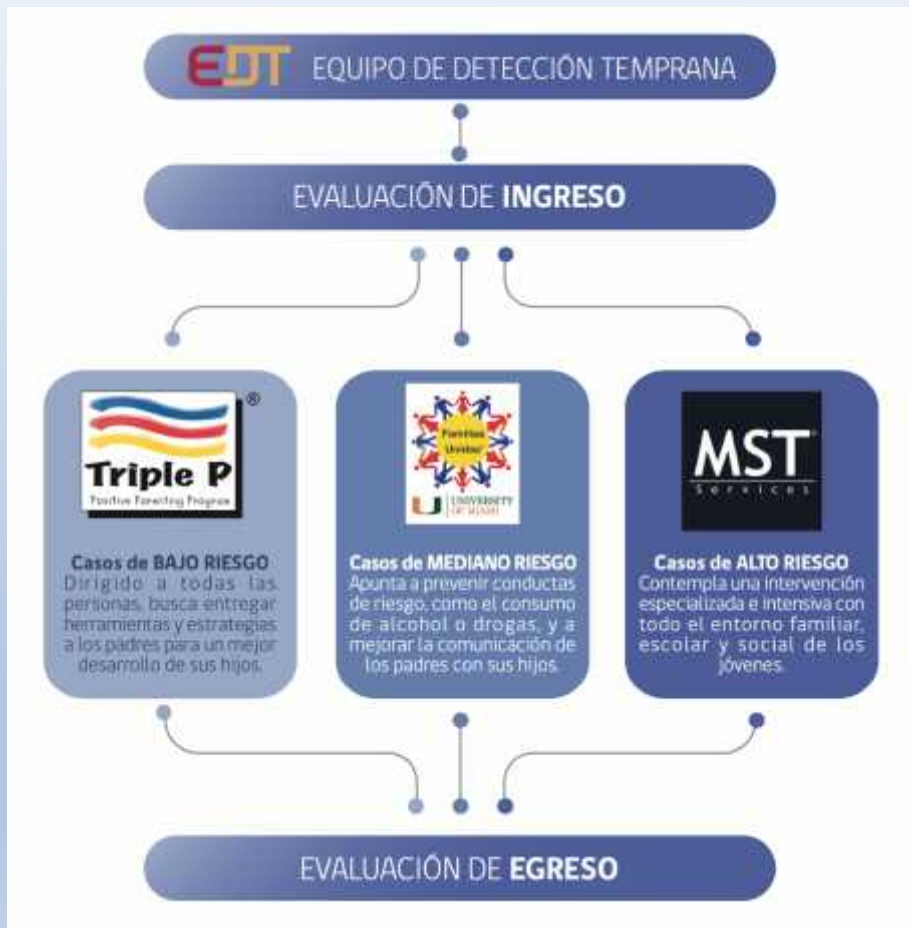 EDT EQUIPO DE DETECCIÓN TEMPRANA
EVALUACIÓN DE INGRESO
Triple P ®
Positive Parenting Program
Casos de BAJO RIESGO
Dirigido a todas las
personas, busca entregar
herramientas y estrategias
a los padres para un mejor
desarrollo de sus hijos.
Familias
Unidas
U UNIVERSITY
OF MIAMI
Casos de MEDIANO RIESGO
Apunta a prevenir conductas
de riesgo, como el consumo
de alcohol o drogas, y a
mejorar la comunicación de
los padres con sus hijos.
MST®
Services
Casos de ALTO RIESGO
Contempla una intervención
especializada e intensiva con
todo el entorno familiar,
escolar y social de los
jóvenes.
EVALUACIÓN DE EGRESO